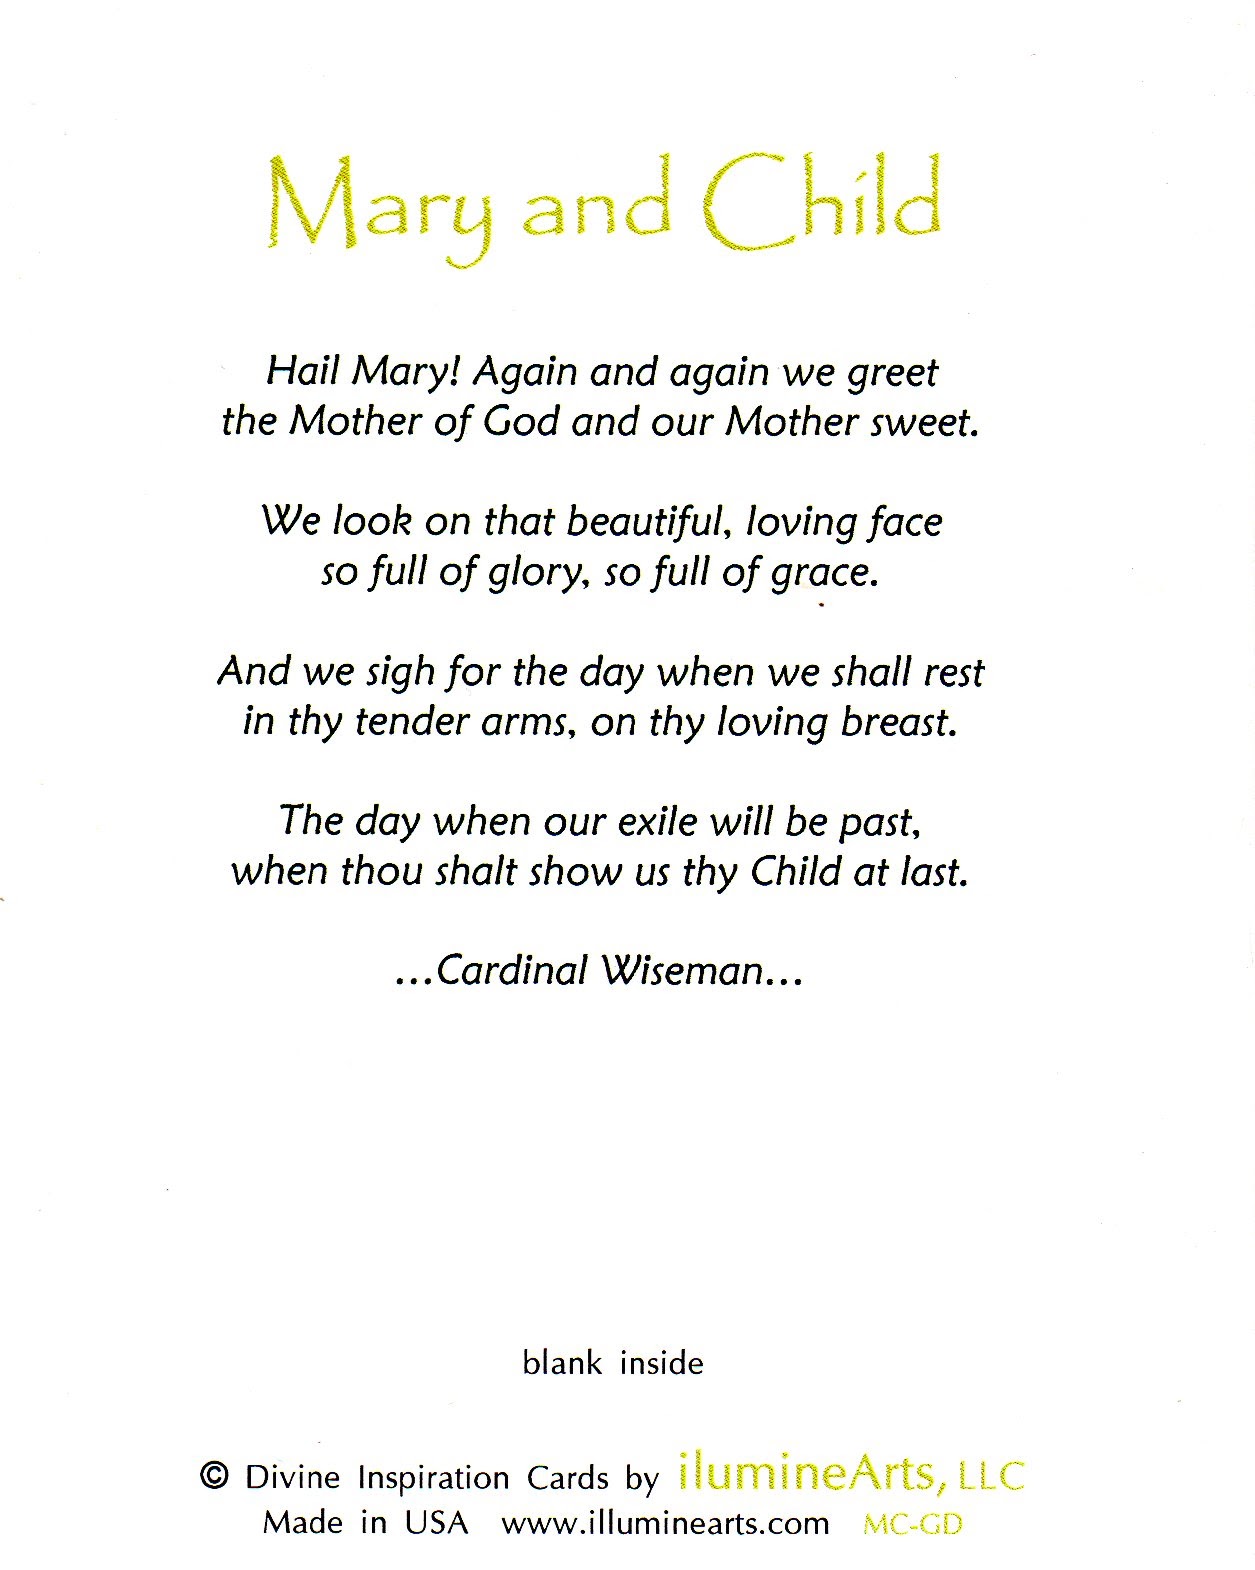 Mary and Child
Hail Mary! Again and again we greet
the Mother of God and our Mother sweet.
We look on that beautiful, loving face
so full of glory, so full of grace.
And we sigh for the day when we shall rest
in thy tender arms, on thy loving breast.
The day when our exile will be past,
when thou shalt show us thy Child at last.
...Cardinal Wiseman...
blank inside
© Divine Inspiration Cards by ilumineArts, LLC
Made in USA www.illuminearts.com MC-GD